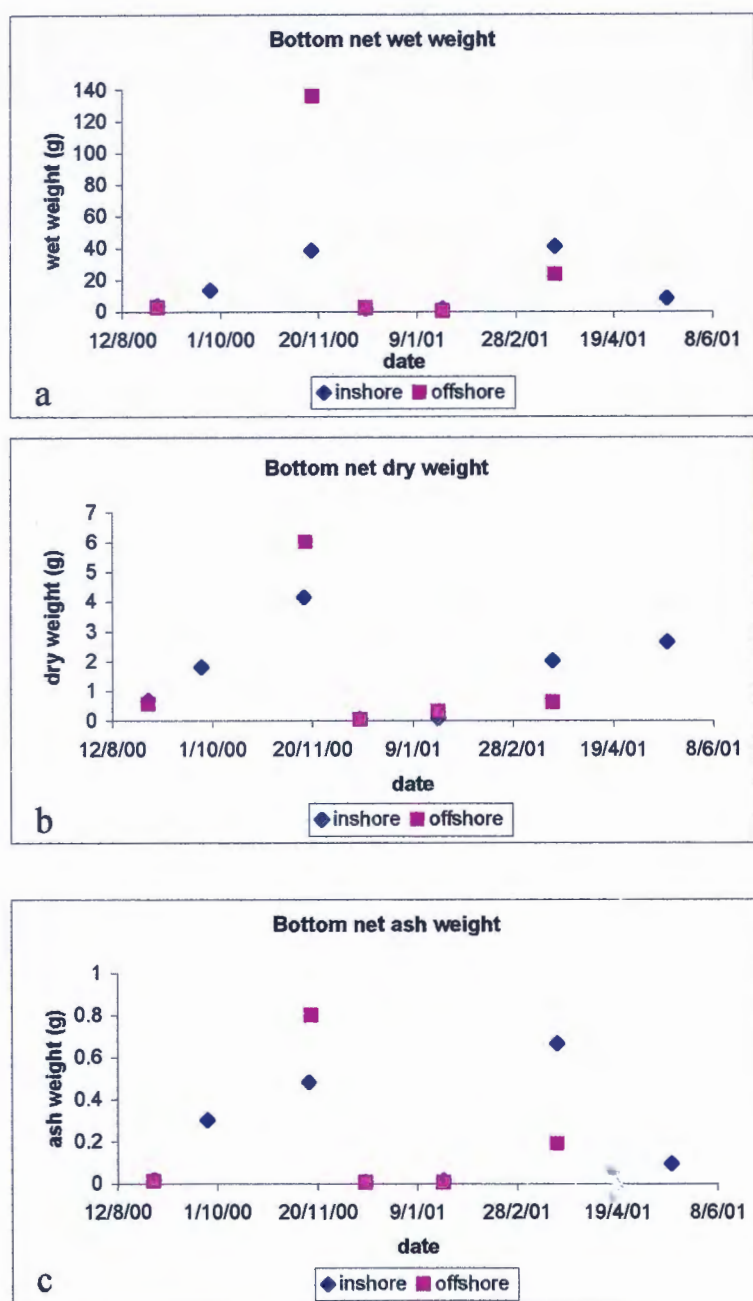 Bottom net wet weight
140
120
100
80
60
40
20
0
wet weight (g)
12/8/00 1/10/00 20/11/00 9/1/01 28/2/01 19/4/01 8/6/01
date
inshore offshore
a
Bottom net dry weight
7
6
5
4
3
2
1
0
dry weight (g)
12/8/00 1/10/00 20/11/00 9/1/01 28/2/01 19/4/01 8/6/01
date
inshore offshore
b
Bottom net ash weight
1
0.8
0.6
0.4
0.2
0
ash weight (g)
12/8/00 1/10/00 20/11/00 9/1/01 28/2/01 19/4/01 8/6/01
date
inshore offshore
c